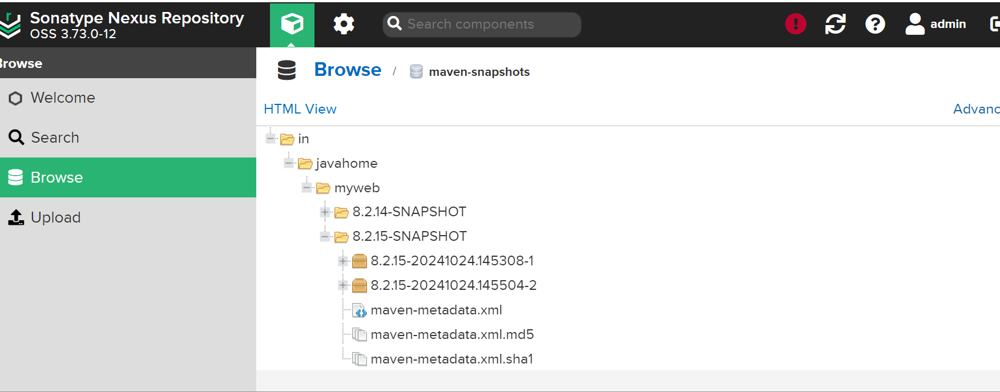 Sonatype Nexus Repository
OSS 3.73.0-12
Search components
admin
Browse
Welcome
Search
Browse
Upload
Browse / maven-snapshots
HTML View
Advanc
in
javahome
myweb
8.2.14-SNAPSHOT
8.2.15-SNAPSHOT
8.2.15-20241024.145308-1
8.2.15-20241024.145504-2
maven-metadata.xml
maven-metadata.xml.md5
maven-metadata.xml.sha1